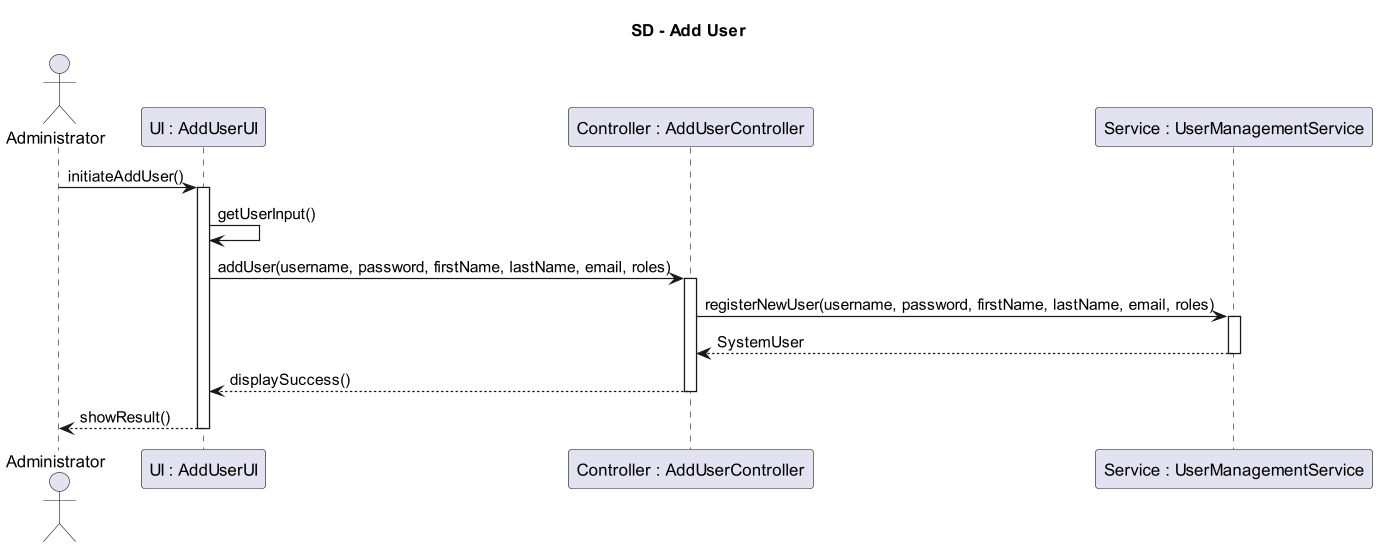 SD - Add User
Administrator
UI : AddUserUI
Controller : AddUserController
Service : UserManagementService
initiateAddUser()
getUserInput()
addUser(username, password, firstName, lastName, email, roles)
registerNewUser(username, password, firstName, lastName, email, roles)
SystemUser
displaySuccess()
showResult()
Administrator
UI : AddUserUI
Controller : AddUserController
Service : UserManagementService